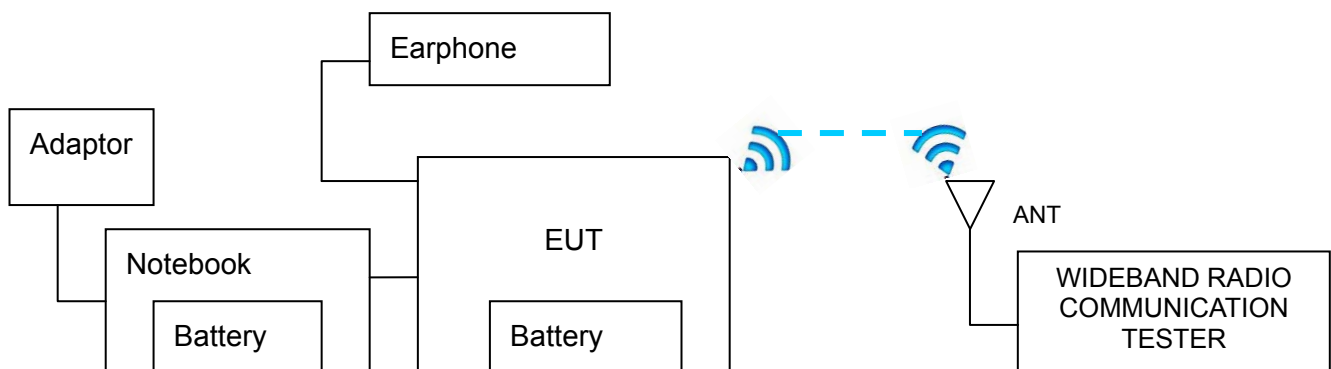 Earphone
Adaptor
ANT
EUT
Notebook
WIDEBAND RADIO
COMMUNICATION
TESTER
Battery
Battery